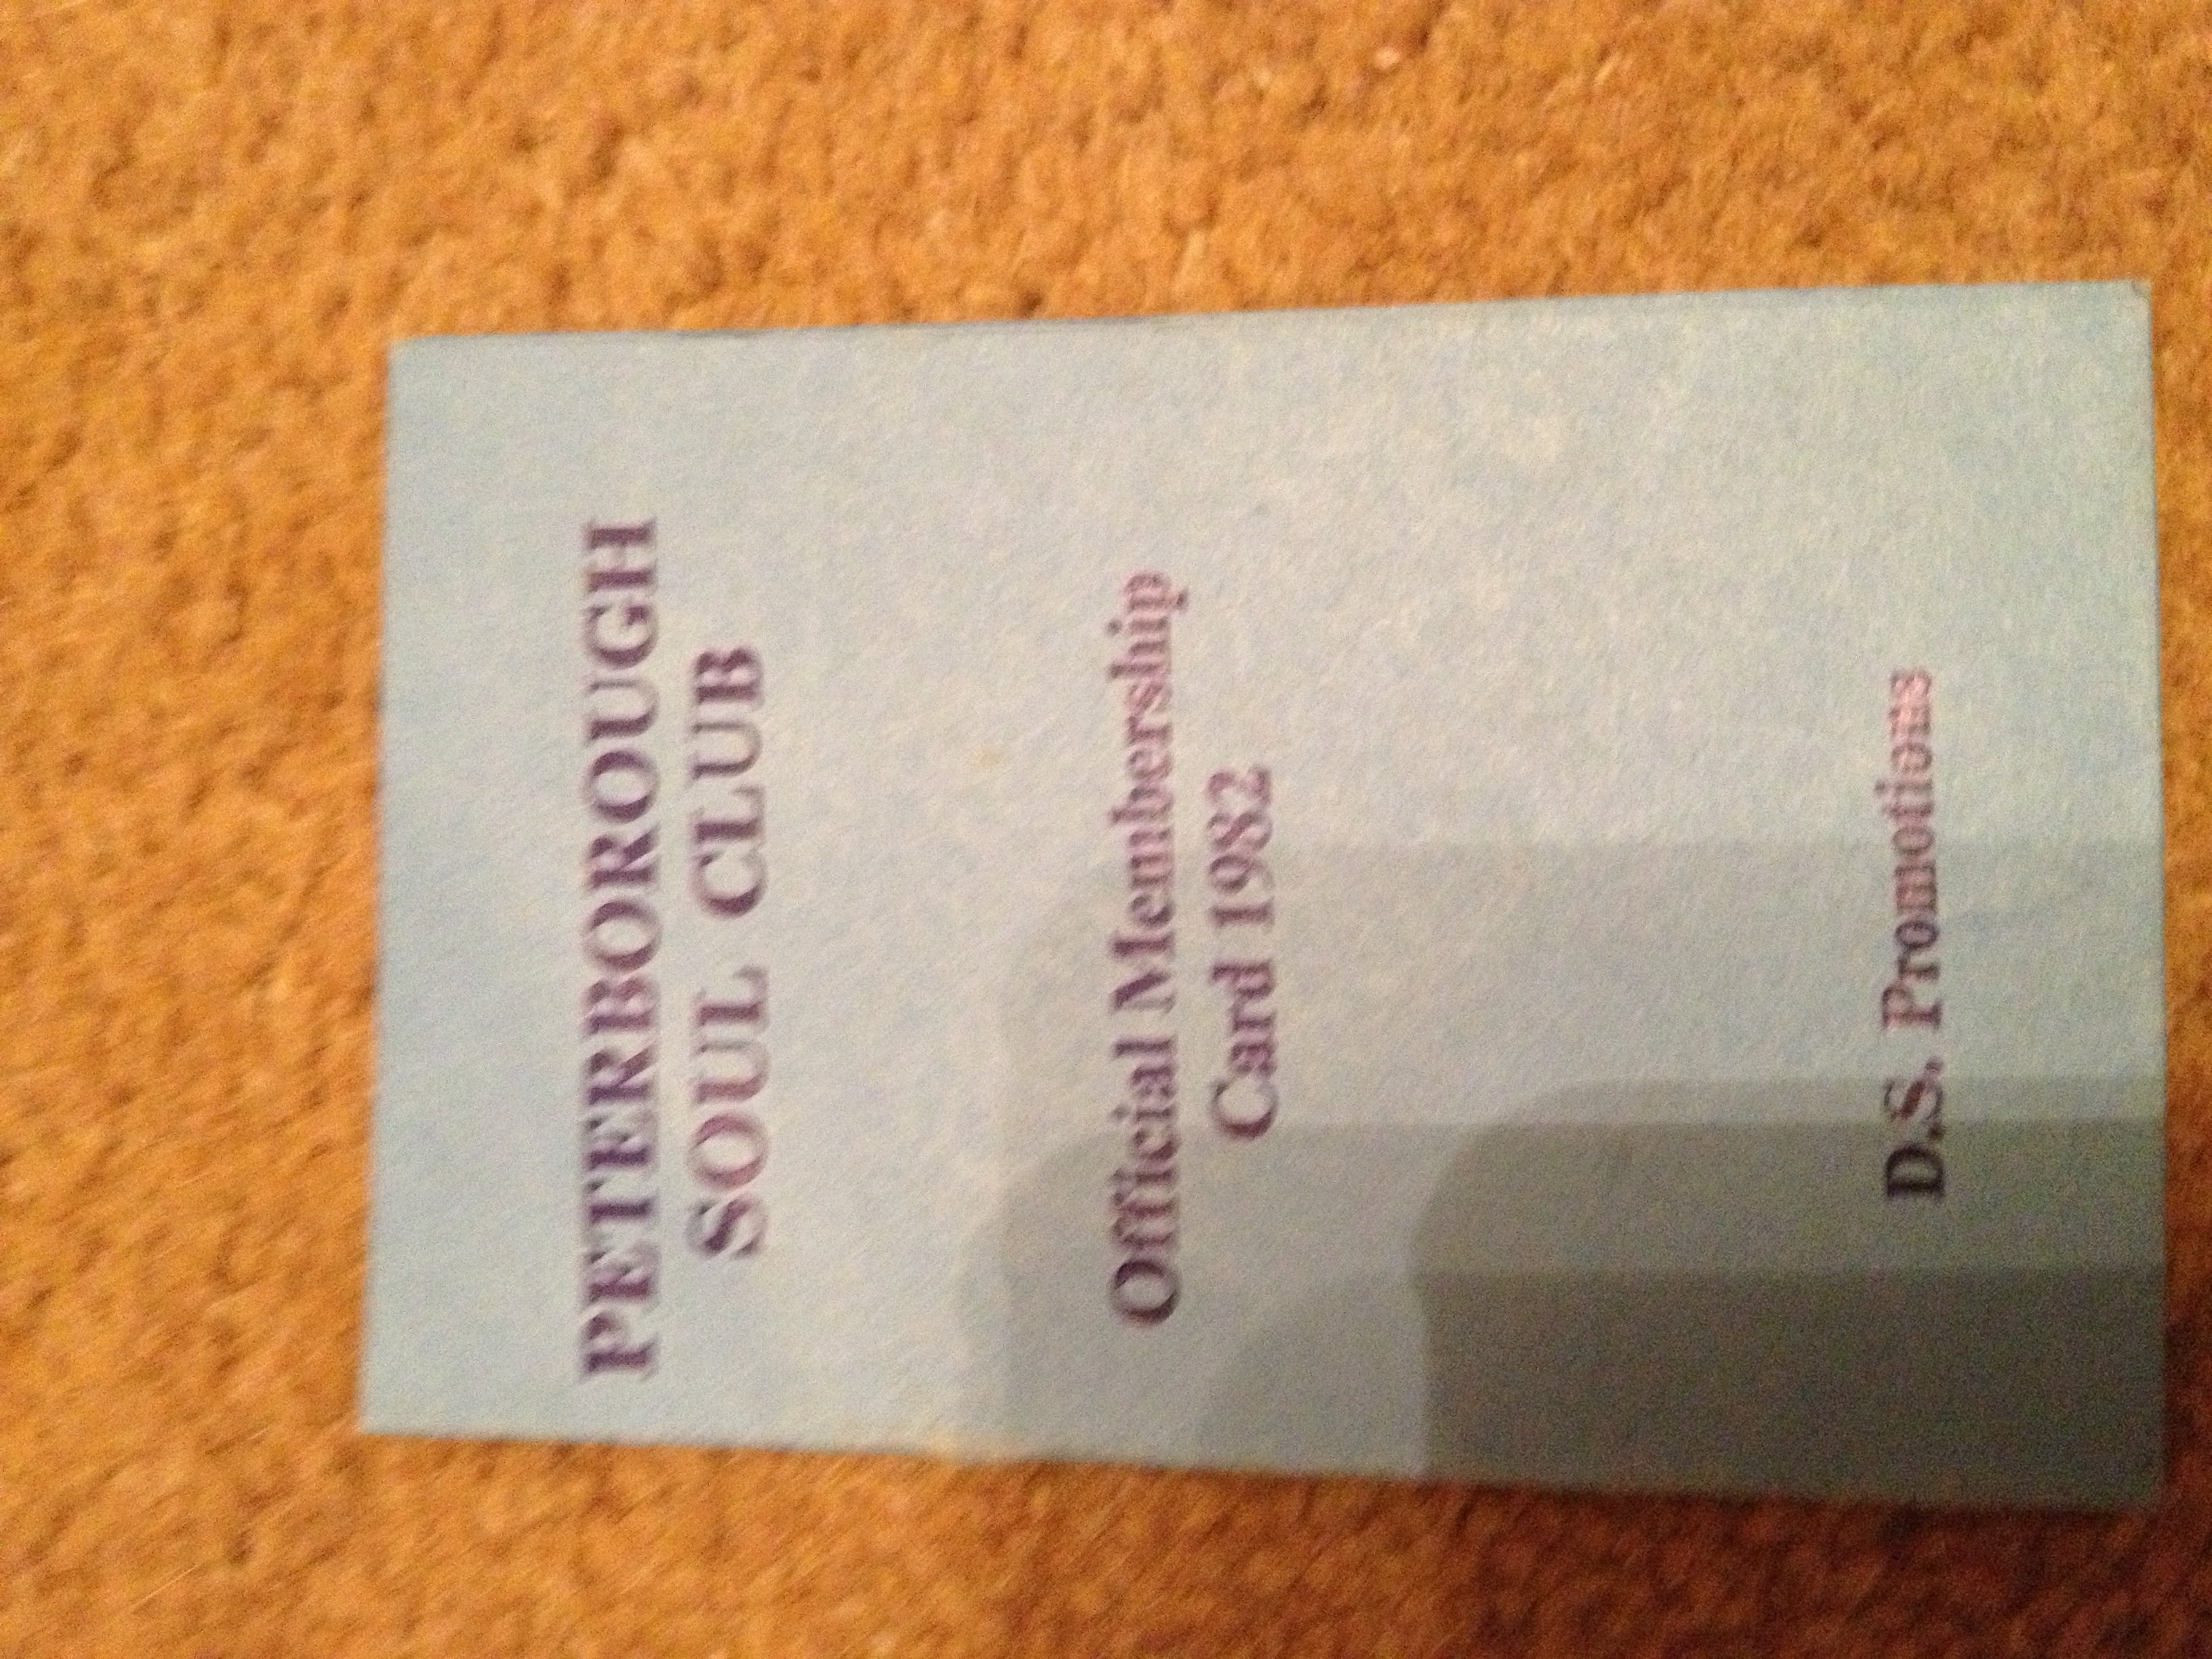 PETERBOROUGH
SOUL CLUB
Official Membership
Card 1982
D.S. Promotions